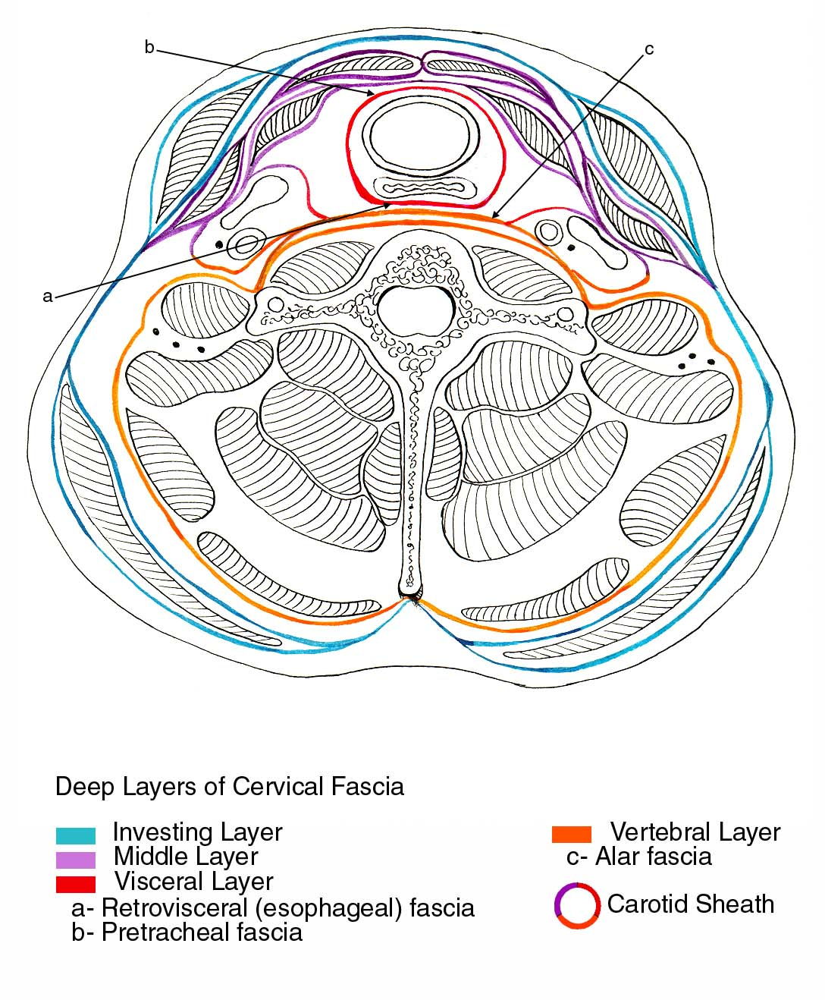 b
c
a
Deep Layers of Cervical Fascia
Investing Layer
Middle Layer
Visceral Layer
a- Retrovisceral (esophageal) fascia
b- Pretracheal fascia
Vertebral Layer
c- Alar fascia
Carotid Sheath